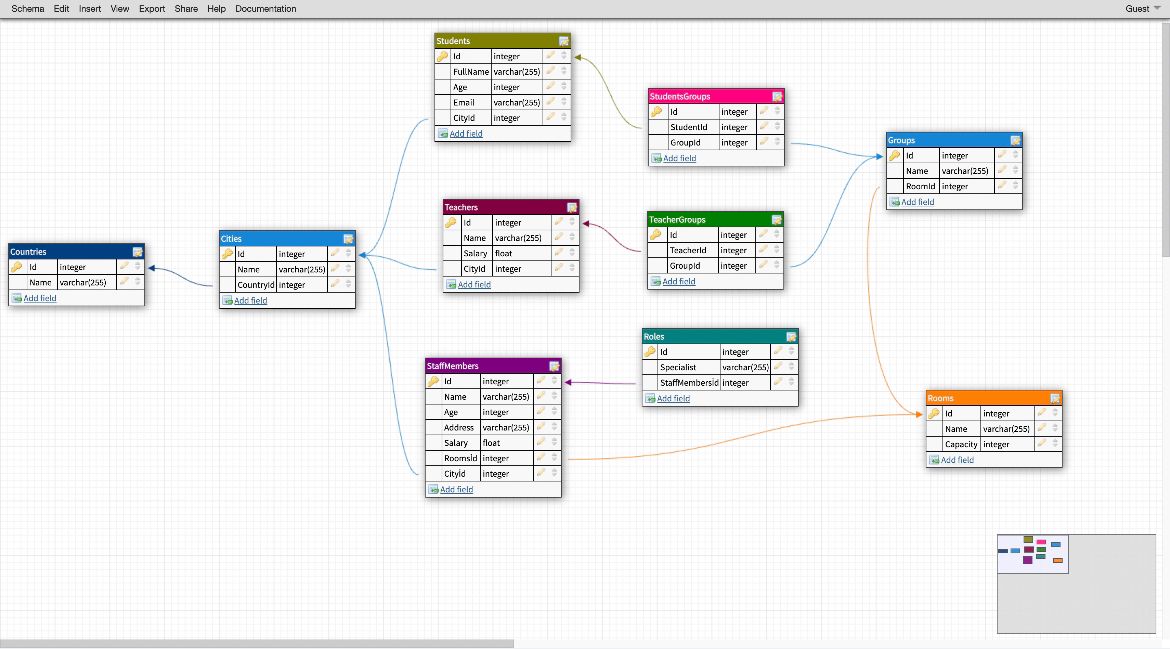 Schema Edit Insert View Export Share Help Documentation Guest
Students
Id integer
FullName varchar(255)
Age integer
Email varchar(255)
CityId integer
Add field
StudentsGroups
Id integer
StudentId integer
GroupId integer
Add field
Groups
Id integer
Name varchar(255)
RoomId integer
Add field
Teachers
Id integer
Name varchar(255)
Salary float
CityId integer
Add field
TeacherGroups
Id integer
TeacherId integer
GroupId integer
Add field
Countries
Id integer
Name varchar(255)
Add field
Cities
Id integer
Name varchar(255)
CountryId integer
Add field
Roles
Id integer
Specialist varchar(255)
StaffMembersId integer
Add field
StaffMembers
Id integer
Name varchar(255)
Age integer
Address varchar(255)
Salary float
RoomsId integer
CityId integer
Add field
Rooms
Id integer
Name varchar(255)
Capacity integer
Add field